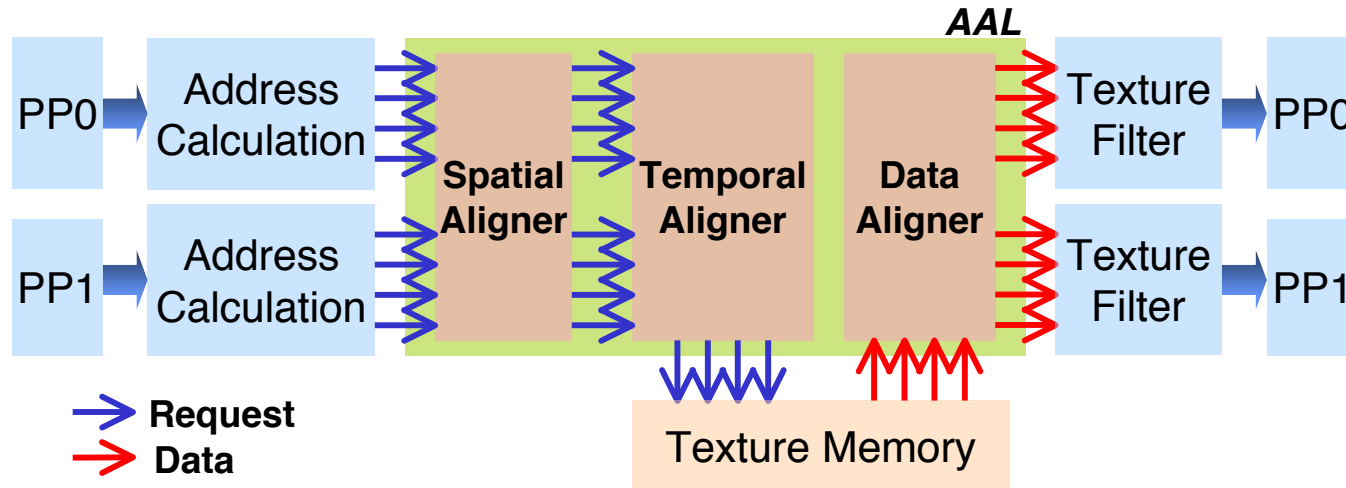 AAL
PP0
Address
Calculation
Spatial
Aligner
Temporal
Aligner
Data
Aligner
Texture
Filter
PP0
PP1
Address
Calculation
Texture
Filter
PP1
Request
Data
Texture Memory